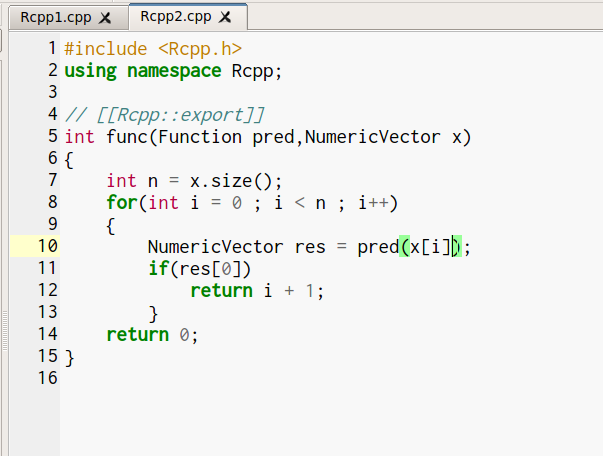 Rcpp1.cpp ✗ Rcpp2.cpp ✗
1 #include <Rcpp.h>
2 using namespace Rcpp;
3
4 // [[Rcpp::export]]
5 int func(Function pred,NumericVector x)
6 {
7     int n = x.size();
8     for(int i = 0 ; i < n ; i++)
9     {
10         NumericVector res = pred(x[i]);
11         if(res[0])
12             return i + 1;
13         }
14     return 0;
15 }
16